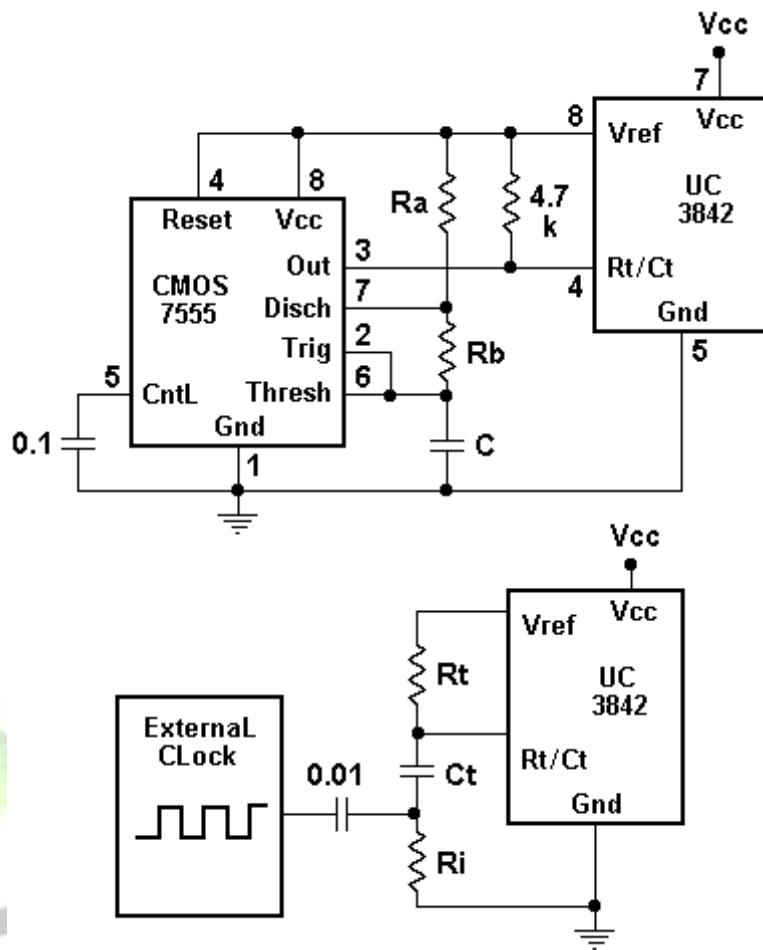 Vcc
7
8
Vref
Vcc
4
8
Ra
4.7
k
UC
3842
Reset
Vcc
3
Out
Rt/Ct
4
CMOS
7555
7
Disch
Gnd
2
Trig
Rb
5
5
CntL
6
Thresh
Gnd
0.1
C
1
Vcc
Vref
Vcc
Rt
UC
3842
ExternaL
CLock
Rt/Ct
0.01
Ct
Gnd
Ri